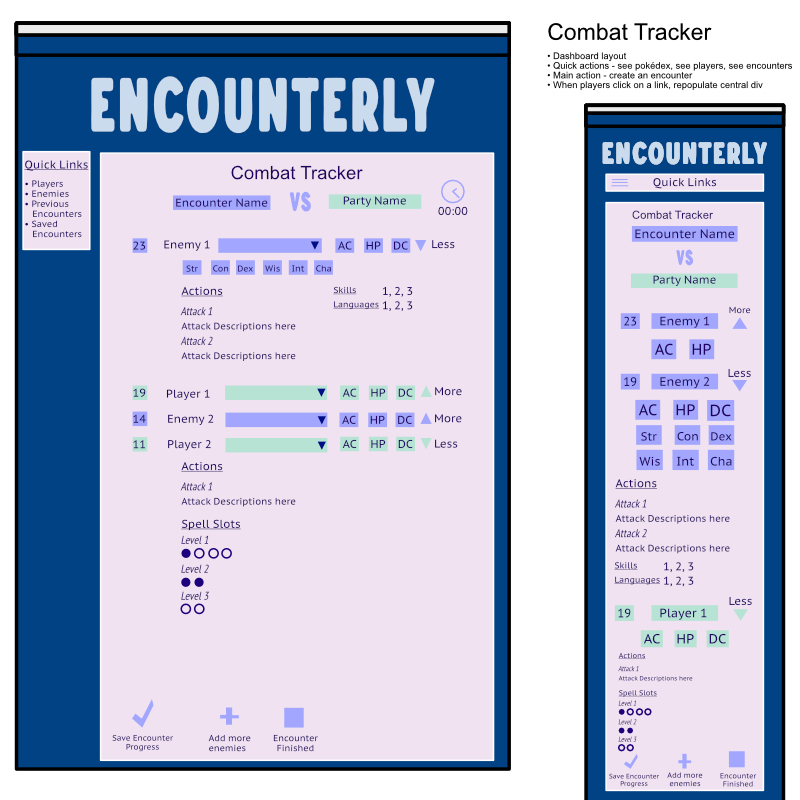 ENCOUNTERLY
Quick Links
• Players
• Enemies
• Previous
Encounters
• Saved
Encounters
Combat Tracker
Encounter Name VS Party Name
00:00
23 Enemy 1 AC HP DC Less
Str Con Dex Wis Int Cha
Actions
Skills 1, 2, 3
Languages 1, 2, 3
Attack 1
Attack Descriptions here
Attack 2
Attack Descriptions here
19 Player 1 AC HP DC More
14 Enemy 2 AC HP DC More
11 Player 2 AC HP DC Less
Actions
Attack 1
Attack Descriptions here
Spell Slots
Level 1
Level 2
Level 3
Save Encounter
Progress
Add more
enemies
Encounter
Finished
Combat Tracker
• Dashboard layout
• Quick actions - see pokédex, see players, see encounters
• Main action - create an encounter
• When players click on a link, repopulate central div
ENCOUNTERLY
Quick Links
Combat Tracker
Encounter Name
VS
Party Name
More
23 Enemy 1
AC HP
Less
19 Enemy 2
AC HP DC
Str Con Dex
Wis Int Cha
Actions
Attack 1
Attack Descriptions here
Attack 2
Attack Descriptions here
Skills 1, 2, 3
Languages 1, 2, 3
Less
19 Player 1
AC HP DC
Actions
Attack 1
Attack Descriptions here
Spell Slots
Level 1
Level 2
Level 3
Save Encounter
Progress
Add more
enemies
Encounter
Finished